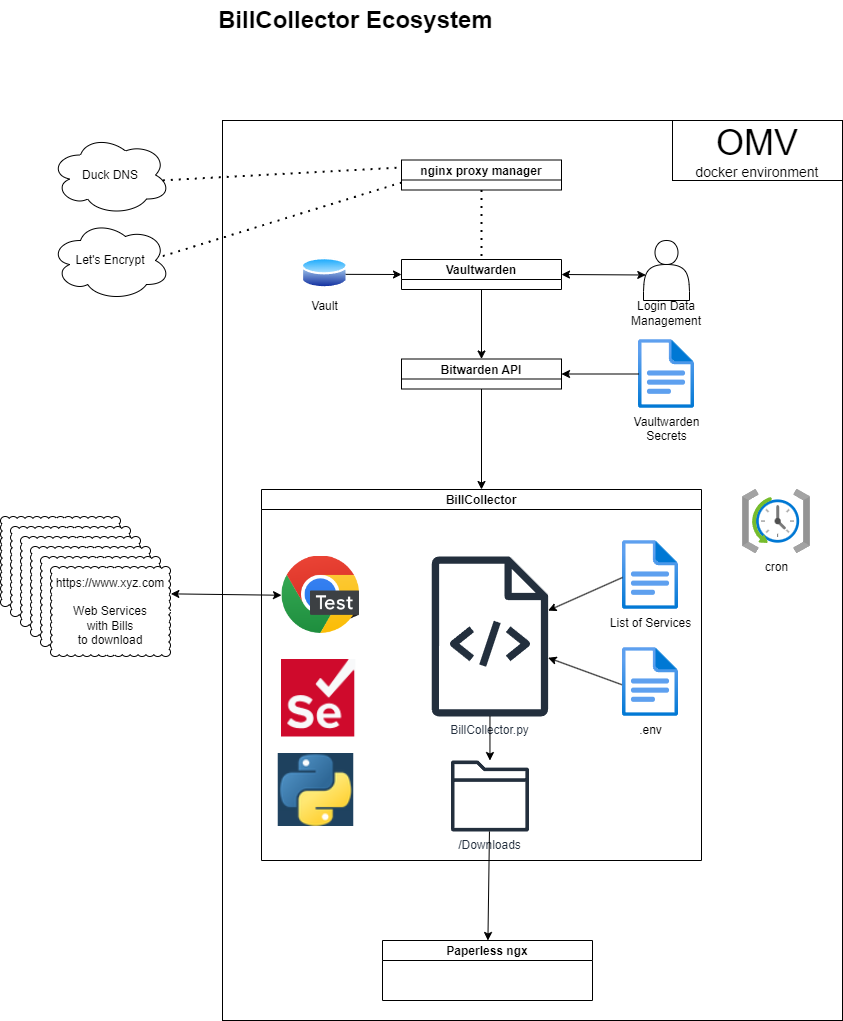 BillCollector Ecosystem
OMV
docker environment
Duck DNS
nginx proxy manager
Let's Encrypt
Vaultwarden
Vault
Login Data
Management
Bitwarden API
Vaultwarden
Secrets
BillCollector
cron
https://www.xyz.com
Web Services
with Bills
to download
Test
List of Services
Se
BillCollector.py
.env
/Downloads
Paperless ngx